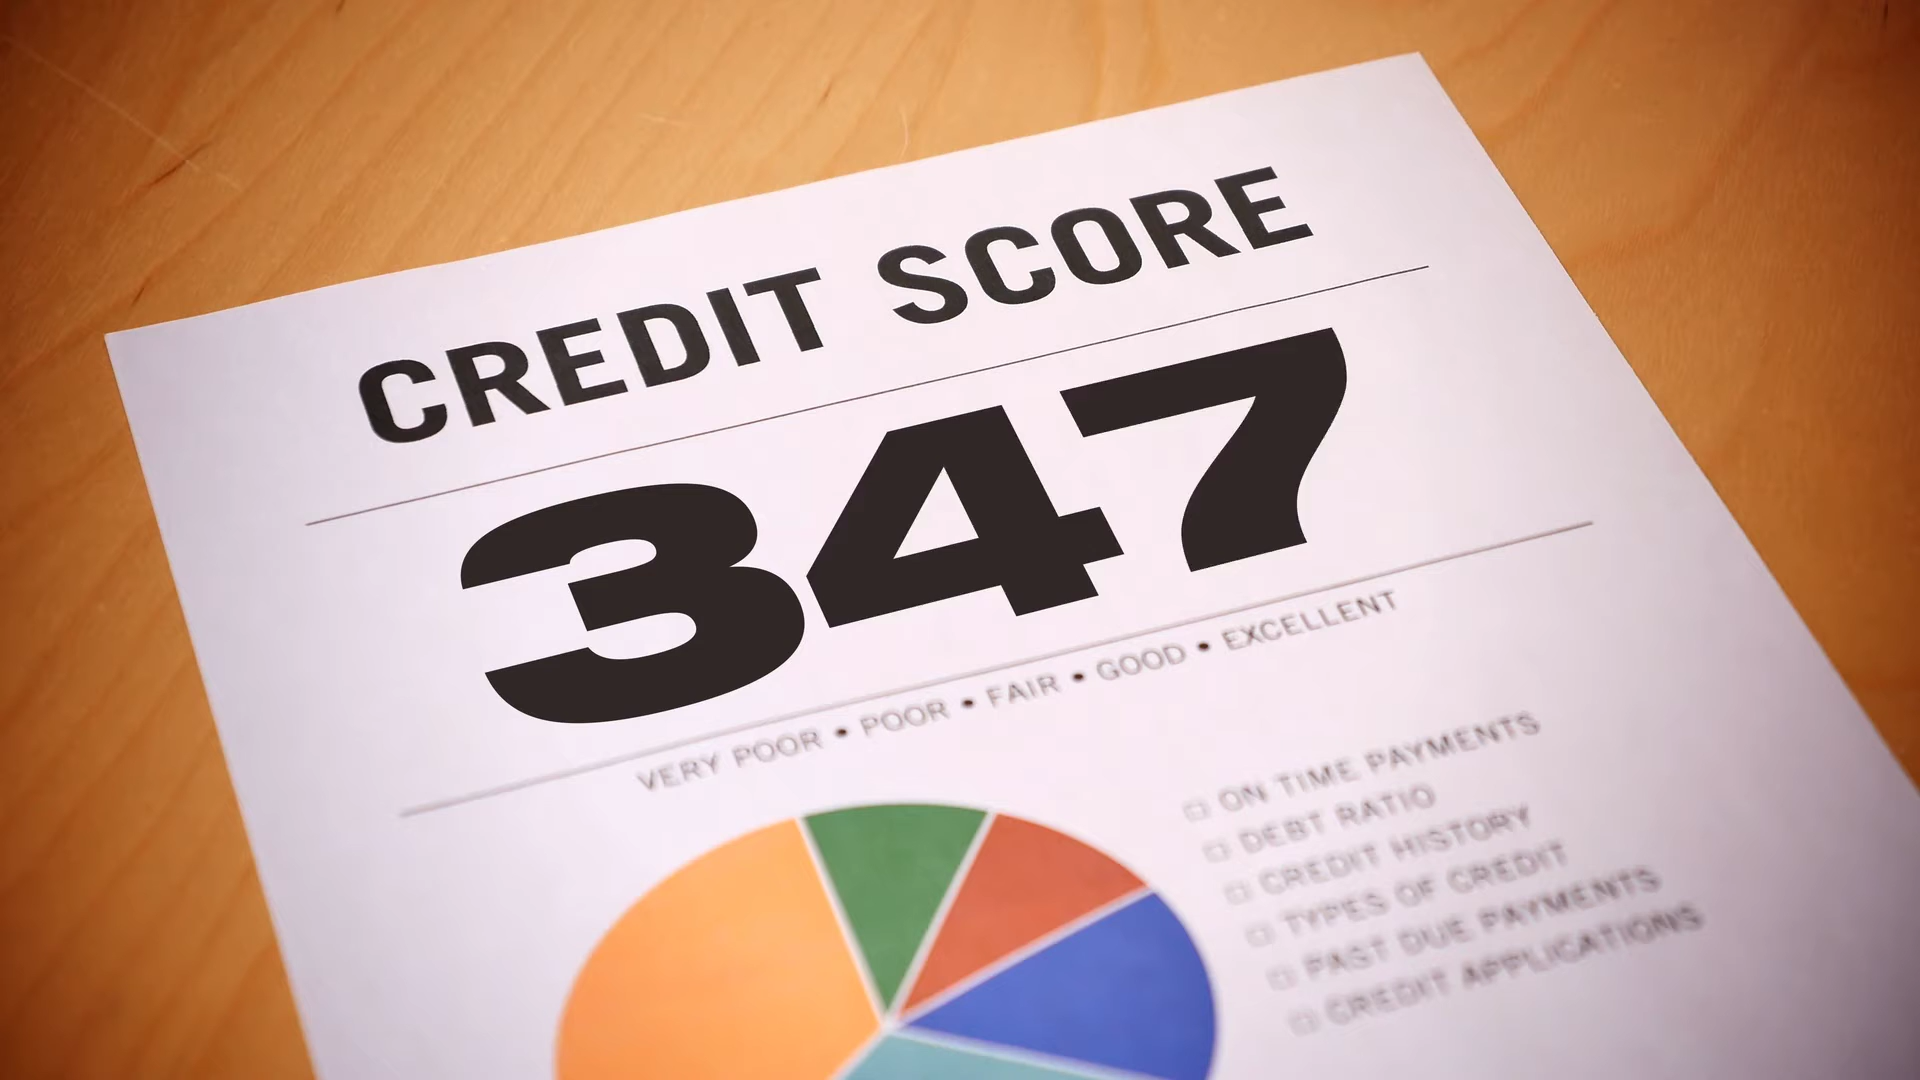 CREDIT SCORE
347
VERY POOR • POOR • FAIR • GOOD • EXCELLENT
ON TIME PAYMENTS
DEBT RATIO
CREDIT HISTORY
TYPES OF CREDIT
PAST DUE PAYMENTS
CREDIT APPLICATIONS